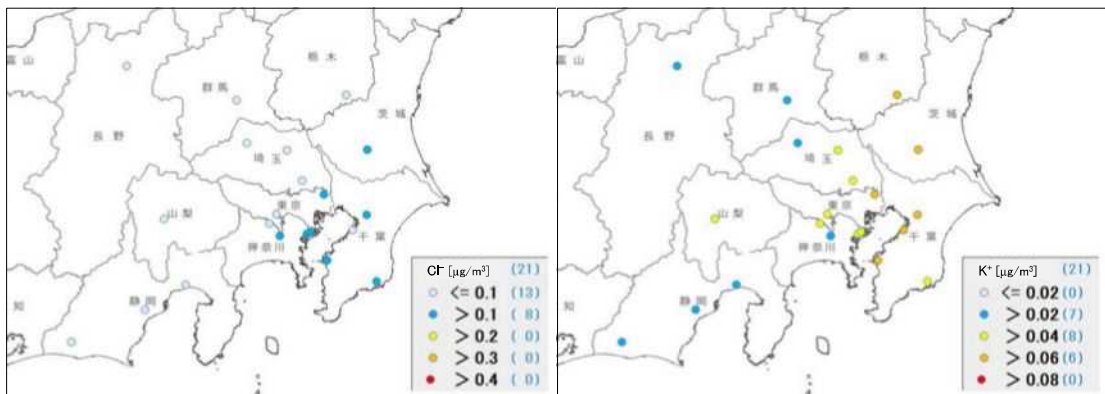 富山
栃木
群馬
茨城
長野
埼玉
東京
山梨
千葉
神奈川
静岡
知
Cl⁻ [μg/m³] (21)
<= 0.1 (13)
> 0.1 ( 8)
> 0.2 ( 0)
> 0.3 ( 0)
> 0.4 ( 0)
富山
栃木
群馬
茨城
長野
埼玉
東京
山梨
千葉
神奈川
静岡
知
K⁺ [μg/m³] (21)
<= 0.02 (0)
> 0.02 (7)
> 0.04 (8)
> 0.06 (6)
> 0.08 (0)